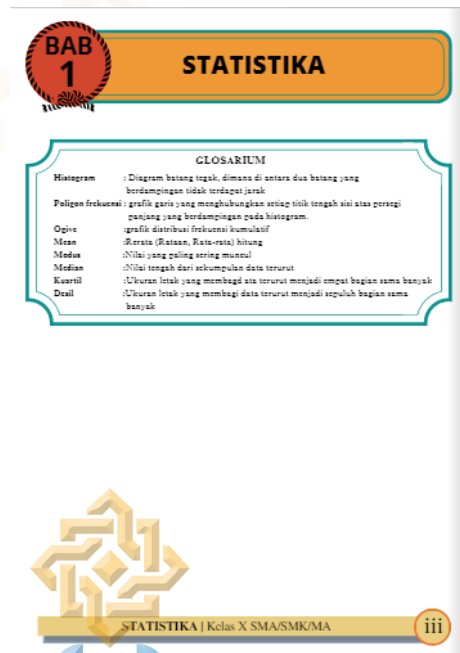 BAB
1
STATISTIKA
GLOSARIUM
Histogram : Diagram batang tegak, dimana di antara dua batang yang
berdampingan tidak terdapat jarak
Poligon frekuensi : grafik garis yang menghubungkan setiap titik tengah sisi atas persegi
panjang yang berdampingan pada histogram.
Ogive :grafik distribusi frekuensi kumulatif
Mean :Rerata (Rataan, Rata-rata) hitung
Modus :Nilai yang paling sering muncul
Median :Nilai tengah dari sekumpulan data terurut
Kuartil :Ukuran letak yang membagd ata terurut menjadi empat bagian sama banyak
Desil :Ukuran letak yang membagi data terurut menjadi sepuluh bagian sama
banyak
STATISTIKA | Kelas X SMA/SMK/MA
iii